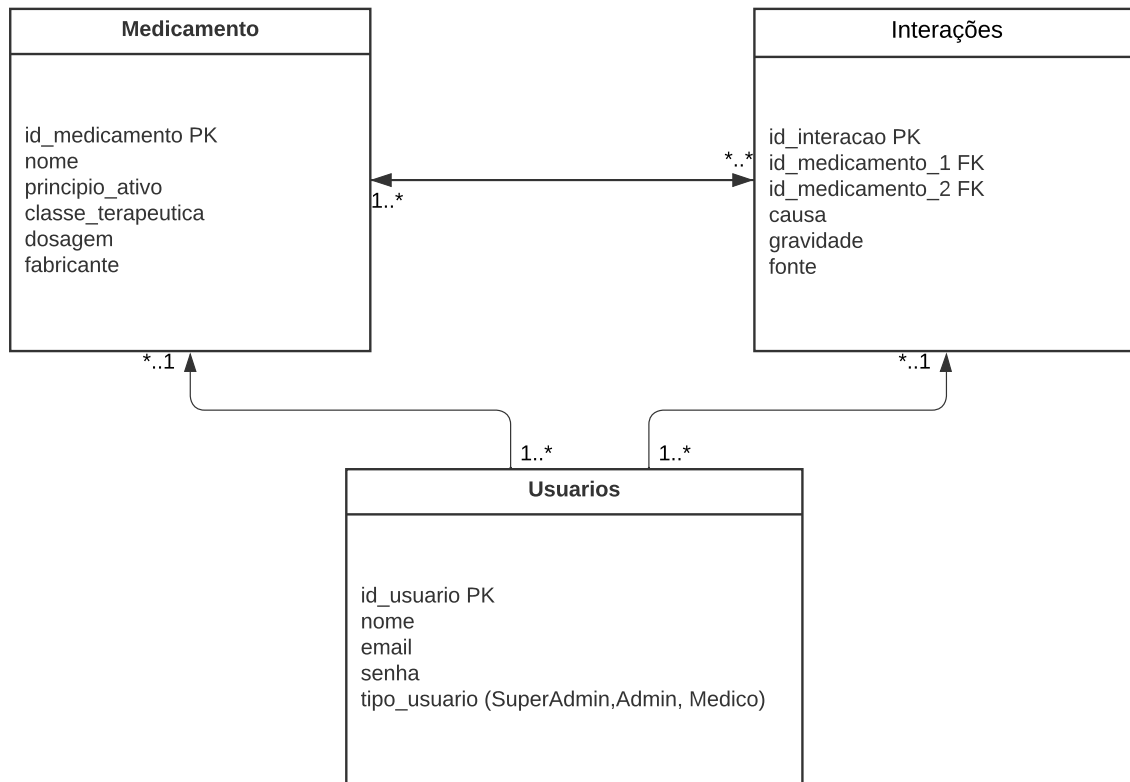 Medicamento
id_medicamento PK
nome
principio_ativo
classe_terapeutica
dosagem
fabricante
Interações
id_interacao PK
id_medicamento_1 FK
id_medicamento_2 FK
causa
gravidade
fonte
*..*
1..*
*..1
*..1
1..*
1..*
Usuarios
id_usuario PK
nome
email
senha
tipo_usuario (SuperAdmin,Admin, Medico)